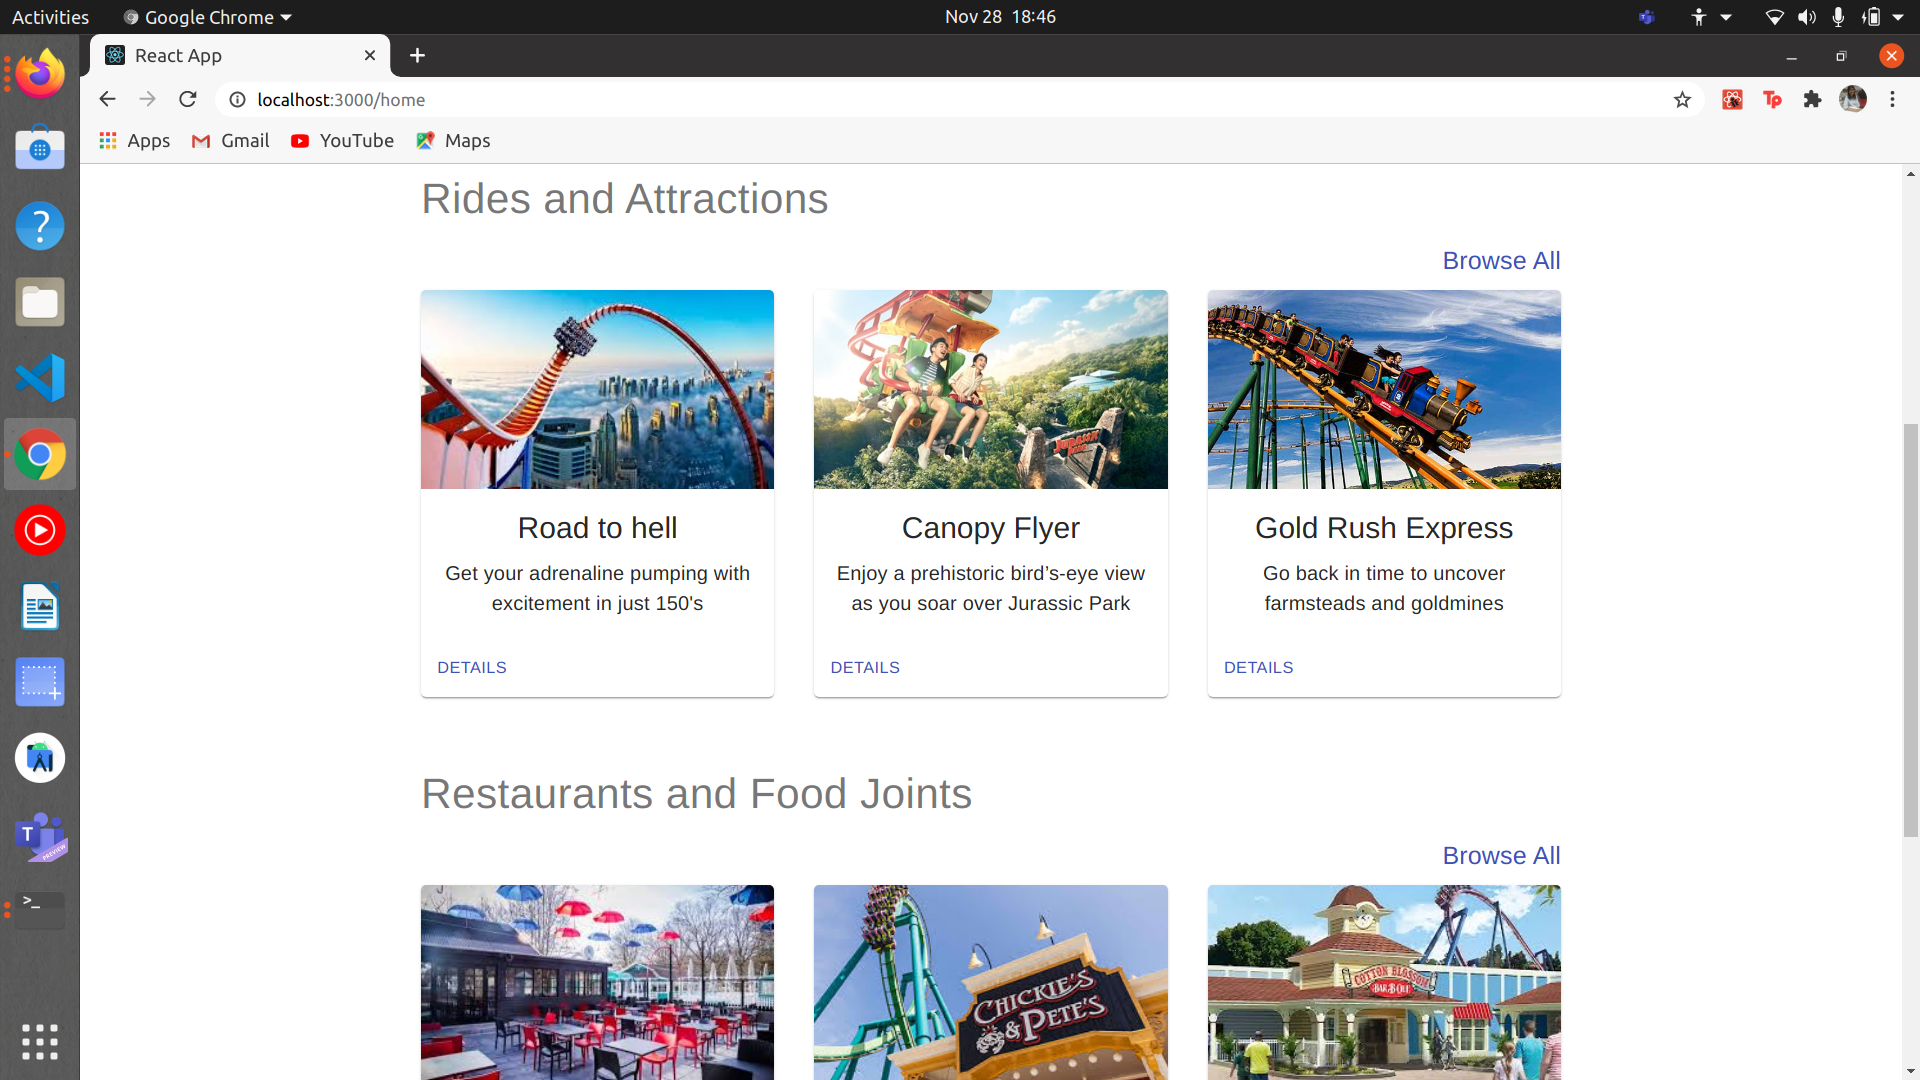 Activities
Google Chrome
Nov 28 18:46
React App
localhost:3000/home
Tp
Apps
Gmail
YouTube
Maps
Rides and Attractions
Browse All
JURASSIC
Road to hell
Canopy Flyer
Gold Rush Express
Get your adrenaline pumping with
excitement in just 150's
Enjoy a prehistoric bird’s-eye view
as you soar over Jurassic Park
Go back in time to uncover
farmsteads and goldmines
DETAILS
DETAILS
DETAILS
Restaurants and Food Joints
Browse All
CHICKIE'S
& PETE'S
COTTON BLOSSOM
BAR-B-QUE
T
PREVIEW
>_